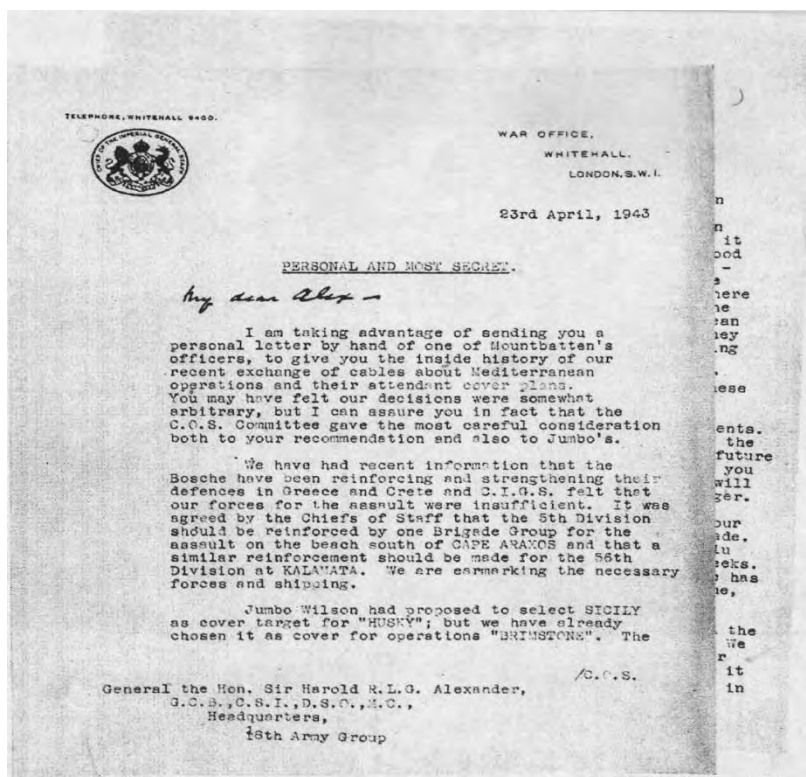 TELEPHONE, WHITEHALL 9400.
CHIEF OF THE IMPERIAL GENERAL STAFF
WAR OFFICE,
WHITEHALL,
LONDON, S.W.1.
23rd April, 1943
PERSONAL AND MOST SECRET.
My dear Alex —
I am taking advantage of sending you a
personal letter by hand of one of Mountbatten's
officers, to give you the inside history of our
recent exchange of cables about Mediterranean
operations and their attendant cover plans.
You may have felt our decisions were somewhat
arbitrary, but I can assure you in fact that the
C.O.S. Committee gave the most careful consideration
both to your recommendation and also to Jumbo's.
We have had recent information that the
Bosche have been reinforcing and strengthening their
defences in Greece and Crete and C.I.G.S. felt that
our forces for the assault were insufficient. It was
agreed by the Chiefs of Staff that the 5th Division
should be reinforced by one Brigade Group for the
assault on the beach south of CAPE ARAXOS and that a
similar reinforcement should be made for the 56th
Division at KALAMATA. We are earmarking the necessary
forces and shipping.
Jumbo Wilson had proposed to select SICILY
as cover target for "HUSKY"; but we have already
chosen it as cover for operations "BRIMSTONE". The
/C.O.S.
General the Hon. Sir Harold R.L.G. Alexander,
G.C.B.,C.S.I.,D.S.O.,M.C.,
Headquarters,
18th Army Group
n
n
it
ood
-
here
ne
ean
hey
ng
ese
ents.
the
future
you
will
ger.
our
ade.
eeks.
has
me,
the
We
r
it
in